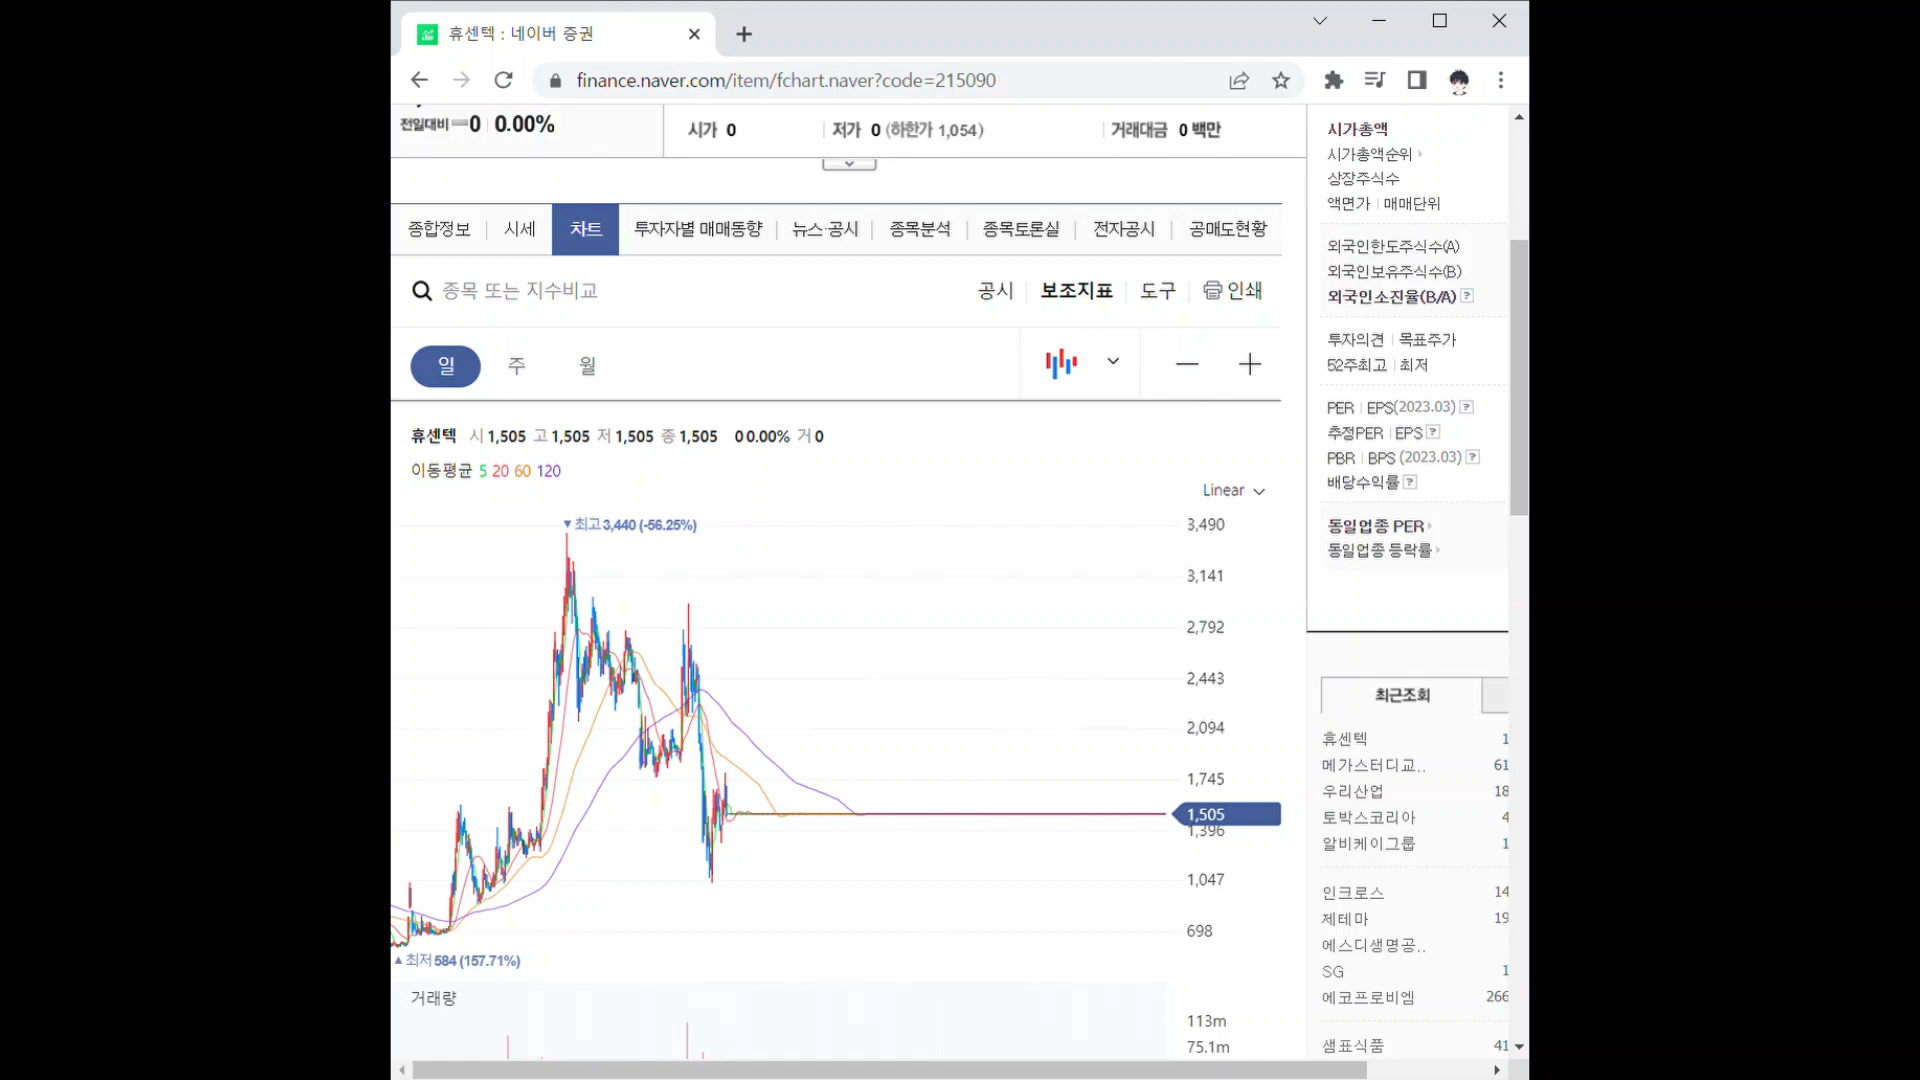 휴센텍 : 네이버 증권
finance.naver.com/item/fchart.naver?code=215090
전일대비 0 0.00%
시가 0
저가 0 (하한가 1,054)
거래대금 0 백만
종합정보
시세
차트
투자자별 매매동향
뉴스·공시
종목분석
종목토론실
전자공시
공매도현황
종목 또는 지수비교
공시
보조지표
도구
인쇄
일
주
월
휴센텍 시 1,505 고 1,505 저 1,505 종 1,505 0 0.00% 거 0
이동평균 5 20 60 120
Linear
▼최고 3,440 (-56.25%)
3,490
3,141
2,792
2,443
2,094
1,745
1,505
1,396
1,047
698
▲최저 584 (157.71%)
거래량
113m
75.1m
시가총액
시가총액순위
상장주식수
액면가 | 매매단위
외국인한도주식수(A)
외국인보유주식수(B)
외국인소진율(B/A) ?
투자의견 | 목표주가
52주최고 | 최저
PER | EPS(2023.03) ?
추정PER | EPS ?
PBR | BPS (2023.03) ?
배당수익률 ?
동일업종 PER
동일업종 등락률
최근조회
휴센텍 1
메가스터디교.. 61
우리산업 18
토박스코리아 4
알비케이그룹 1
인크로스 14
제테마 19
에스디생명공..
SG 1
에코프로비엠 266
샘표식품 41